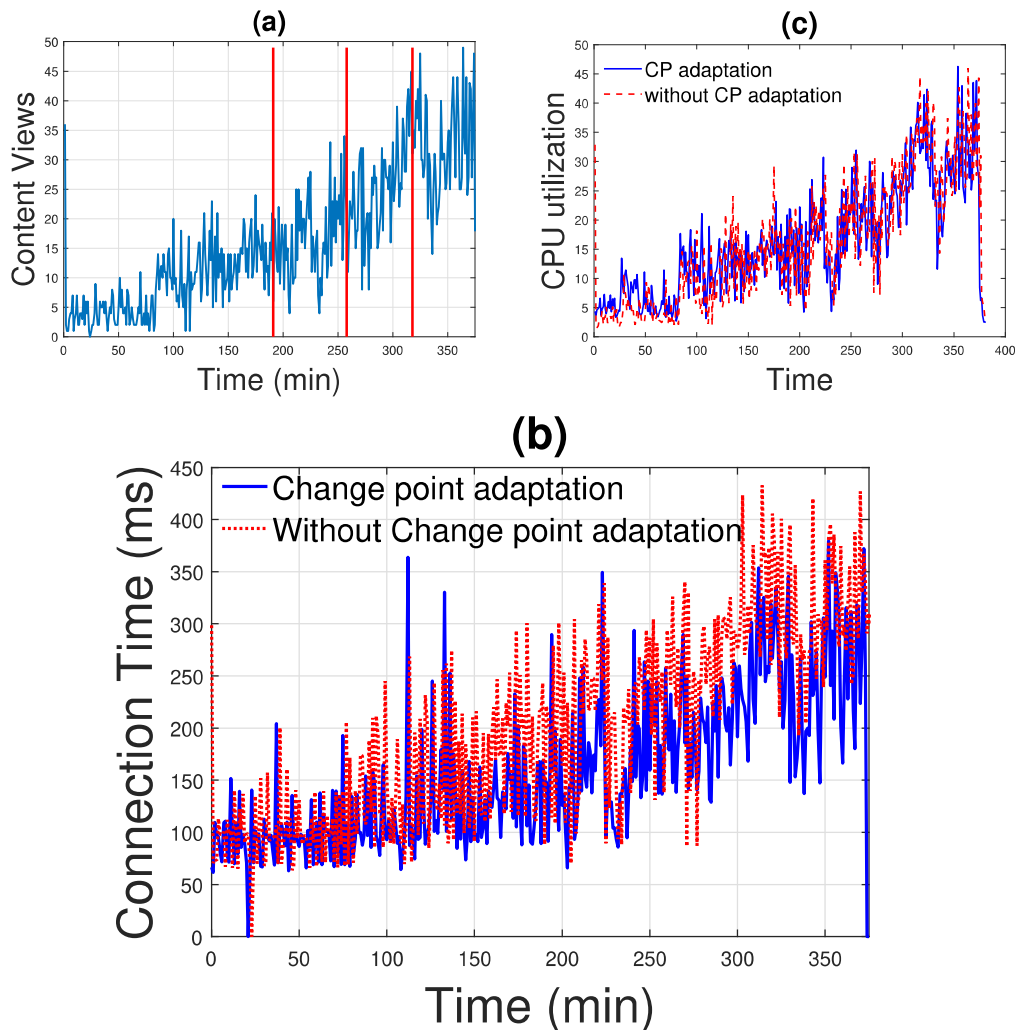 (a)
50
45
40
35
30
25
20
15
10
5
0
Content Views
0 50 100 150 200 250 300 350
Time (min)
(c)
50
45
40
35
30
25
20
15
10
5
0
CPU utilization
CP adaptation
without CP adaptation
0 50 100 150 200 250 300 350 400
Time
(b)
450
400
350
300
250
200
150
100
50
0
Connection Time (ms)
Change point adaptation
Without Change point adaptation
0 50 100 150 200 250 300 350
Time (min)